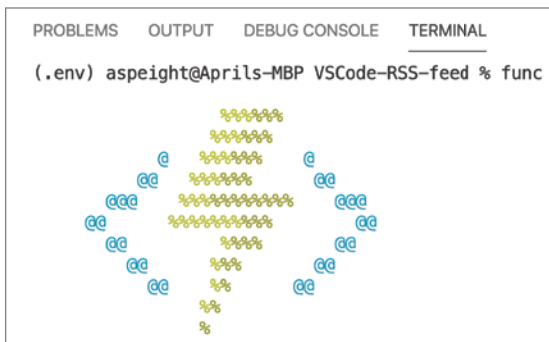 PROBLEMS OUTPUT DEBUG CONSOLE TERMINAL
(.env) aspeight@Aprils-MBP VSCode-RSS-feed % func
                  %%%%%%
                 %%%%%%
            @   %%%%%%    @
          @@   %%%%%%      @@
       @@@    %%%%%%%%%%%    @@@
     @@      %%%%%%%%%%        @@
       @@         %%%%       @@
         @@      %%%       @@
           @@    %%      @@
                %%
                %